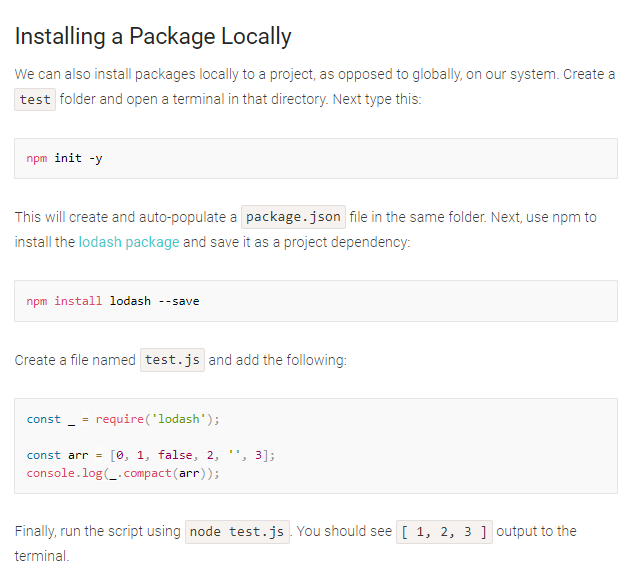 Installing a Package Locally
We can also install packages locally to a project, as opposed to globally, on our system. Create a
test folder and open a terminal in that directory. Next type this:
npm init -y
This will create and auto-populate a package.json file in the same folder. Next, use npm to
install the lodash package and save it as a project dependency:
npm install lodash --save
Create a file named test.js and add the following:
const _ = require('lodash');
const arr = [0, 1, false, 2, '', 3];
console.log(_.compact(arr));
Finally, run the script using node test.js. You should see [ 1, 2, 3 ] output to the
terminal.